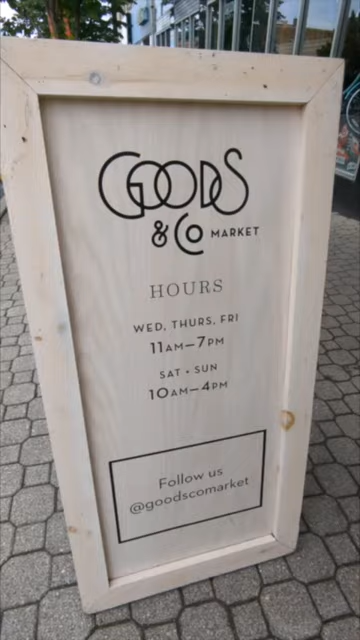 GOODS
& Co MARKET
HOURS
WED, THURS, FRI
11AM–7PM
SAT • SUN
10AM–4PM
Follow us
@goodscomarket